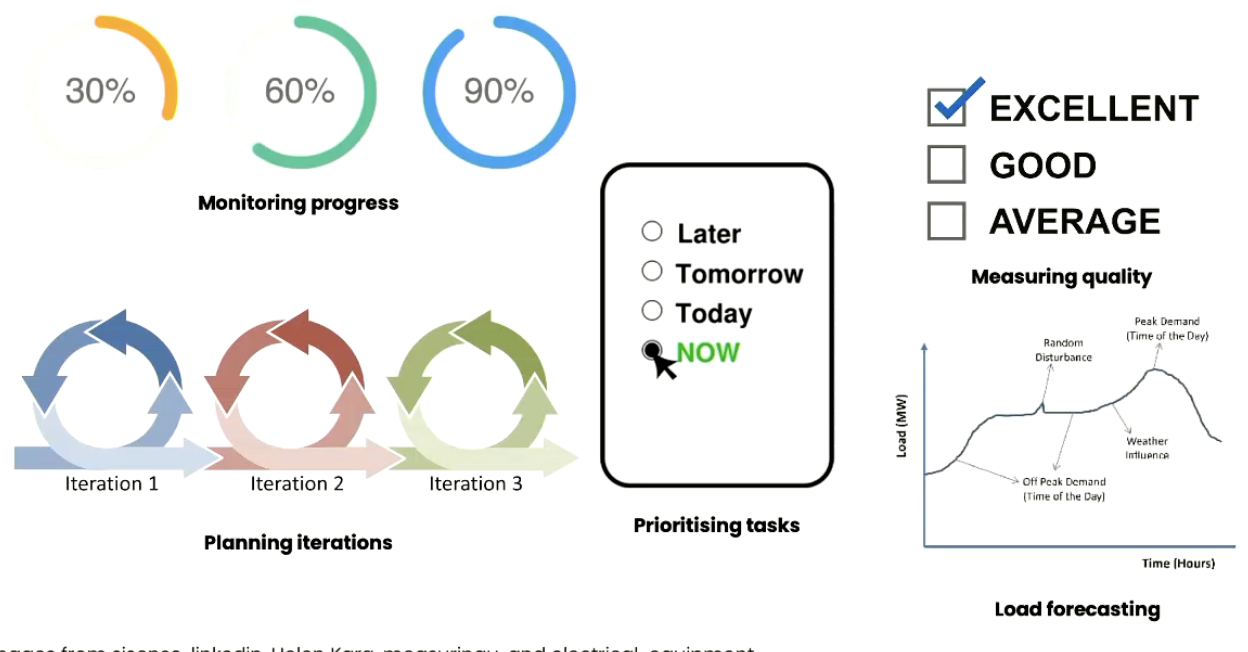 30%
60%
90%
Monitoring progress
Iteration 1
Iteration 2
Iteration 3
Planning iterations
Later
Tomorrow
Today
NOW
Prioritising tasks
EXCELLENT
GOOD
AVERAGE
Measuring quality
Peak Demand
(Time of the Day)
Random
Disturbance
Load (MW)
Weather
Influence
Off Peak Demand
(Time of the Day)
Time (Hours)
Load forecasting